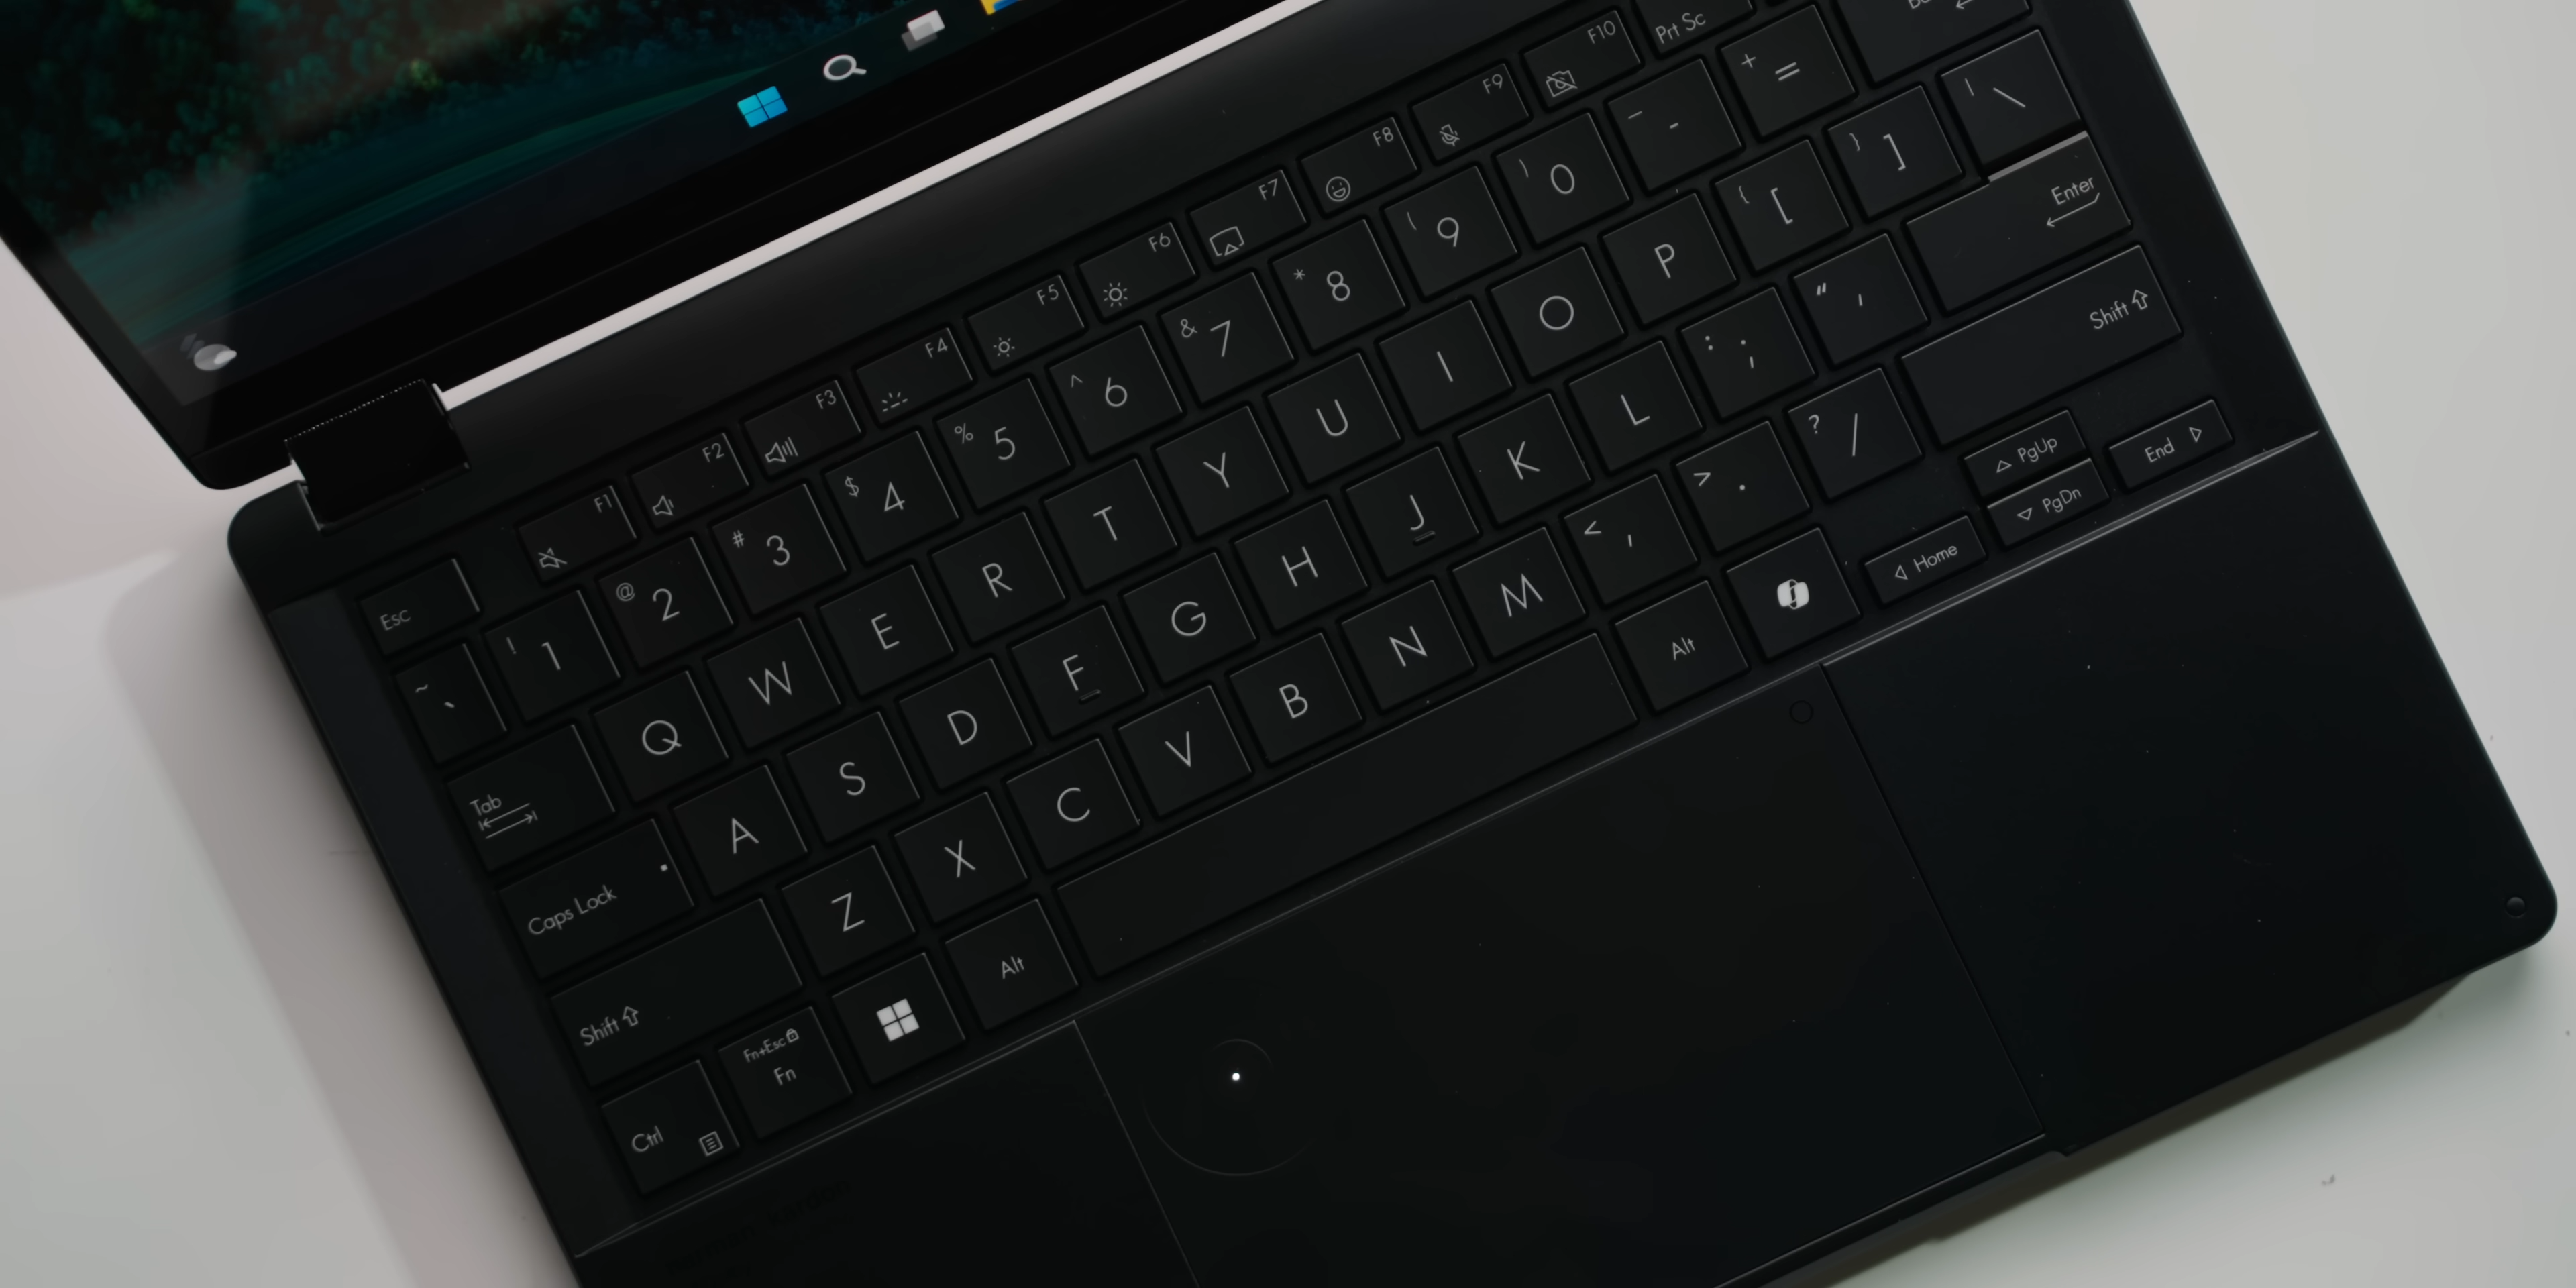 Esc F1 F2 F3 F4 F5 F6 F7 F8 F9 F10 Prt Sc
~ ` ! 1 @ 2 # 3 $ 4 % 5 ^ 6 & 7 * 8 ( 9 ) 0 _ - + =
Tab Q W E R T Y U I O P { [ } ] | \
Caps Lock A S D F G H J K L : ; " ' Enter
Shift Z X C V B N M < , > . ? / Shift
Ctrl Fn+Esc Fn Alt Alt Home PgUp PgDn End